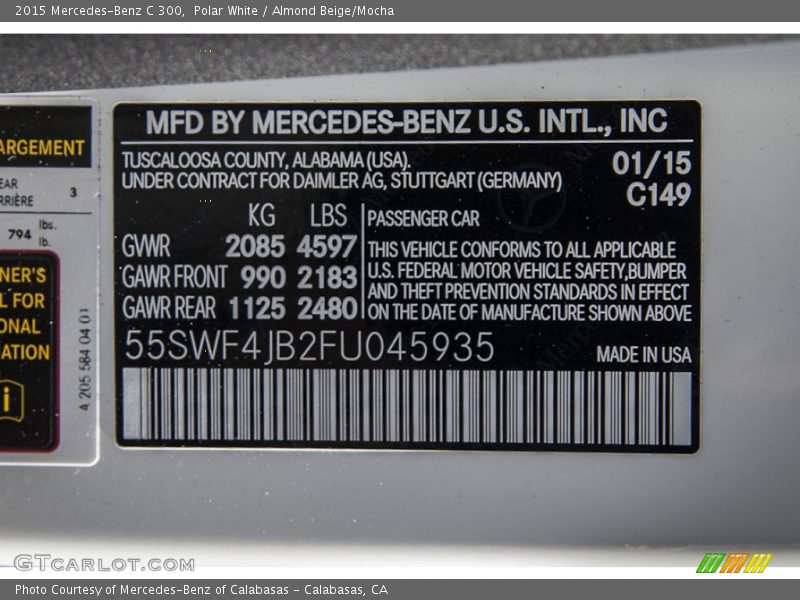 2015 Mercedes-Benz C 300, Polar White / Almond Beige/Mocha
ARGEMENT
EAR
RRIÈRE 3
794 lbs.
lb.
NER'S
L FOR
ONAL
ATION
i
A 205 584 04 01
MFD BY MERCEDES-BENZ U.S. INTL., INC
TUSCALOOSA COUNTY, ALABAMA (USA). 01/15
UNDER CONTRACT FOR DAIMLER AG, STUTTGART (GERMANY) C149
KG LBS PASSENGER CAR
GWR 2085 4597 THIS VEHICLE CONFORMS TO ALL APPLICABLE
U.S. FEDERAL MOTOR VEHICLE SAFETY,BUMPER
GAWR FRONT 990 2183
AND THEFT PREVENTION STANDARDS IN EFFECT
GAWR REAR 1125 2480 ON THE DATE OF MANUFACTURE SHOWN ABOVE
55SWF4JB2FU045935 MADE IN USA
GTCARLOT.COM
Photo Courtesy of Mercedes-Benz of Calabasas - Calabasas, CA